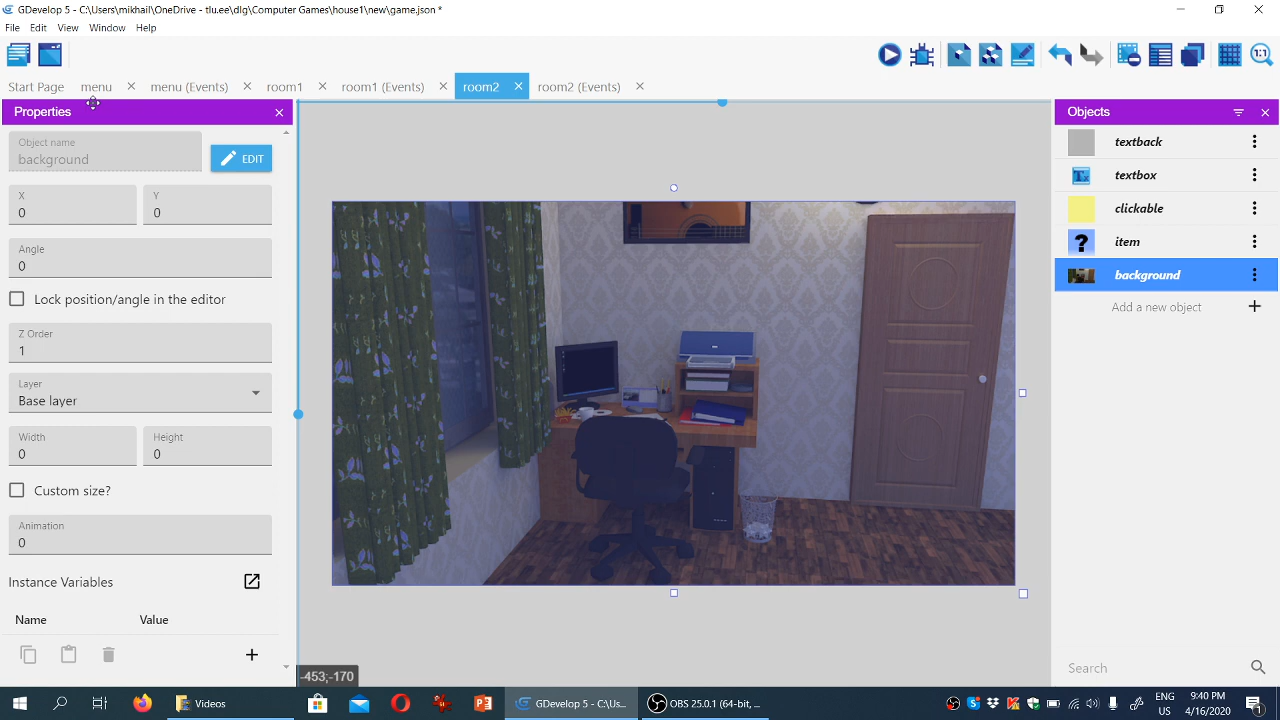 GDevelop 5 - C:\Users\mikhail\OneDrive - tlu.ee\dlg\Computer Games\house1\new\game.json *
File Edit View Window Help
1:1
Start Page menu menu (Events) room1 room1 (Events) room2 room2 (Events)
Properties
Object name
background
EDIT
X
0
Y
0
Angle
0
Lock position/angle in the editor
Z Order
1
Layer
Base layer
Width
0
Height
0
Custom size?
Animation
0
Instance Variables
Name Value
-453;-170
Objects
textback
Tx textbox
clickable
? item
background
Add a new object
Search
Videos
GDevelop 5 - C:\Us...
OBS 25.0.1 (64-bit, ...
ENG
US
9:40 PM
4/16/2020